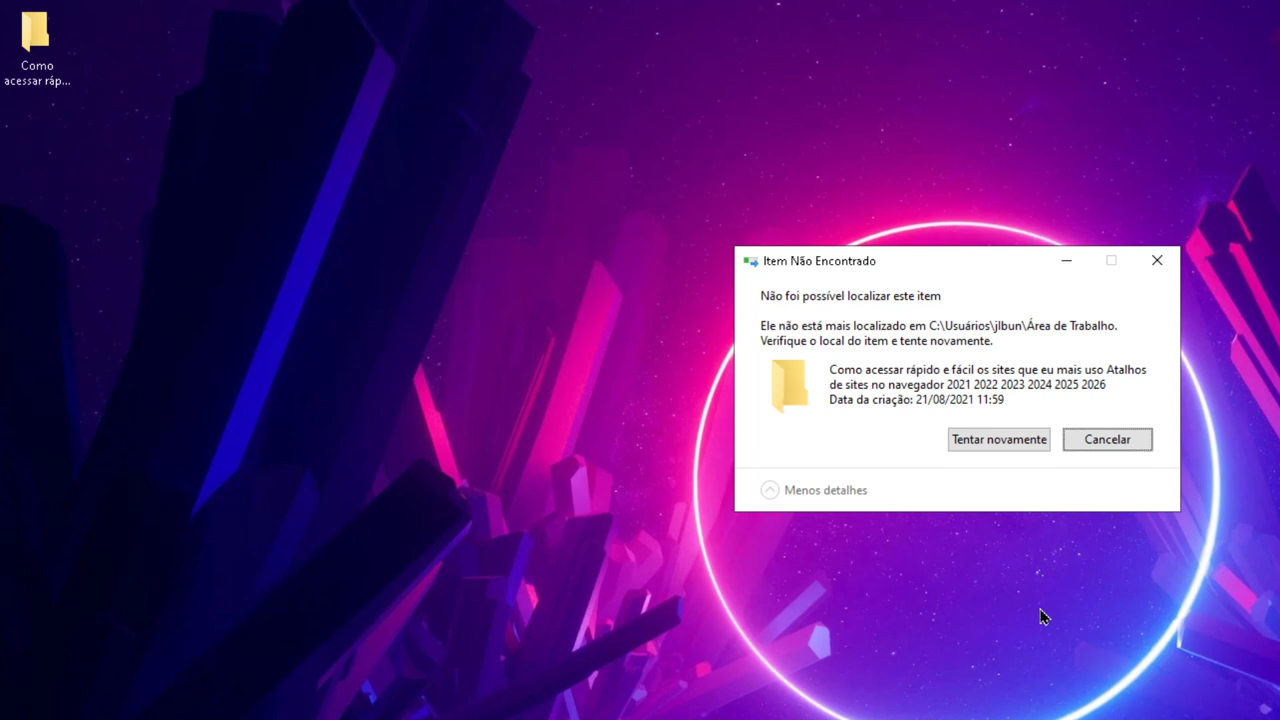 Como
acessar ráp...
Item Não Encontrado
Não foi possível localizar este item
Ele não está mais localizado em C:\Usuários\jlbun\Área de Trabalho.
Verifique o local do item e tente novamente.
Como acessar rápido e fácil os sites que eu mais uso Atalhos
de sites no navegador 2021 2022 2023 2024 2025 2026
Data da criação: 21/08/2021 11:59
Tentar novamente
Cancelar
Menos detalhes